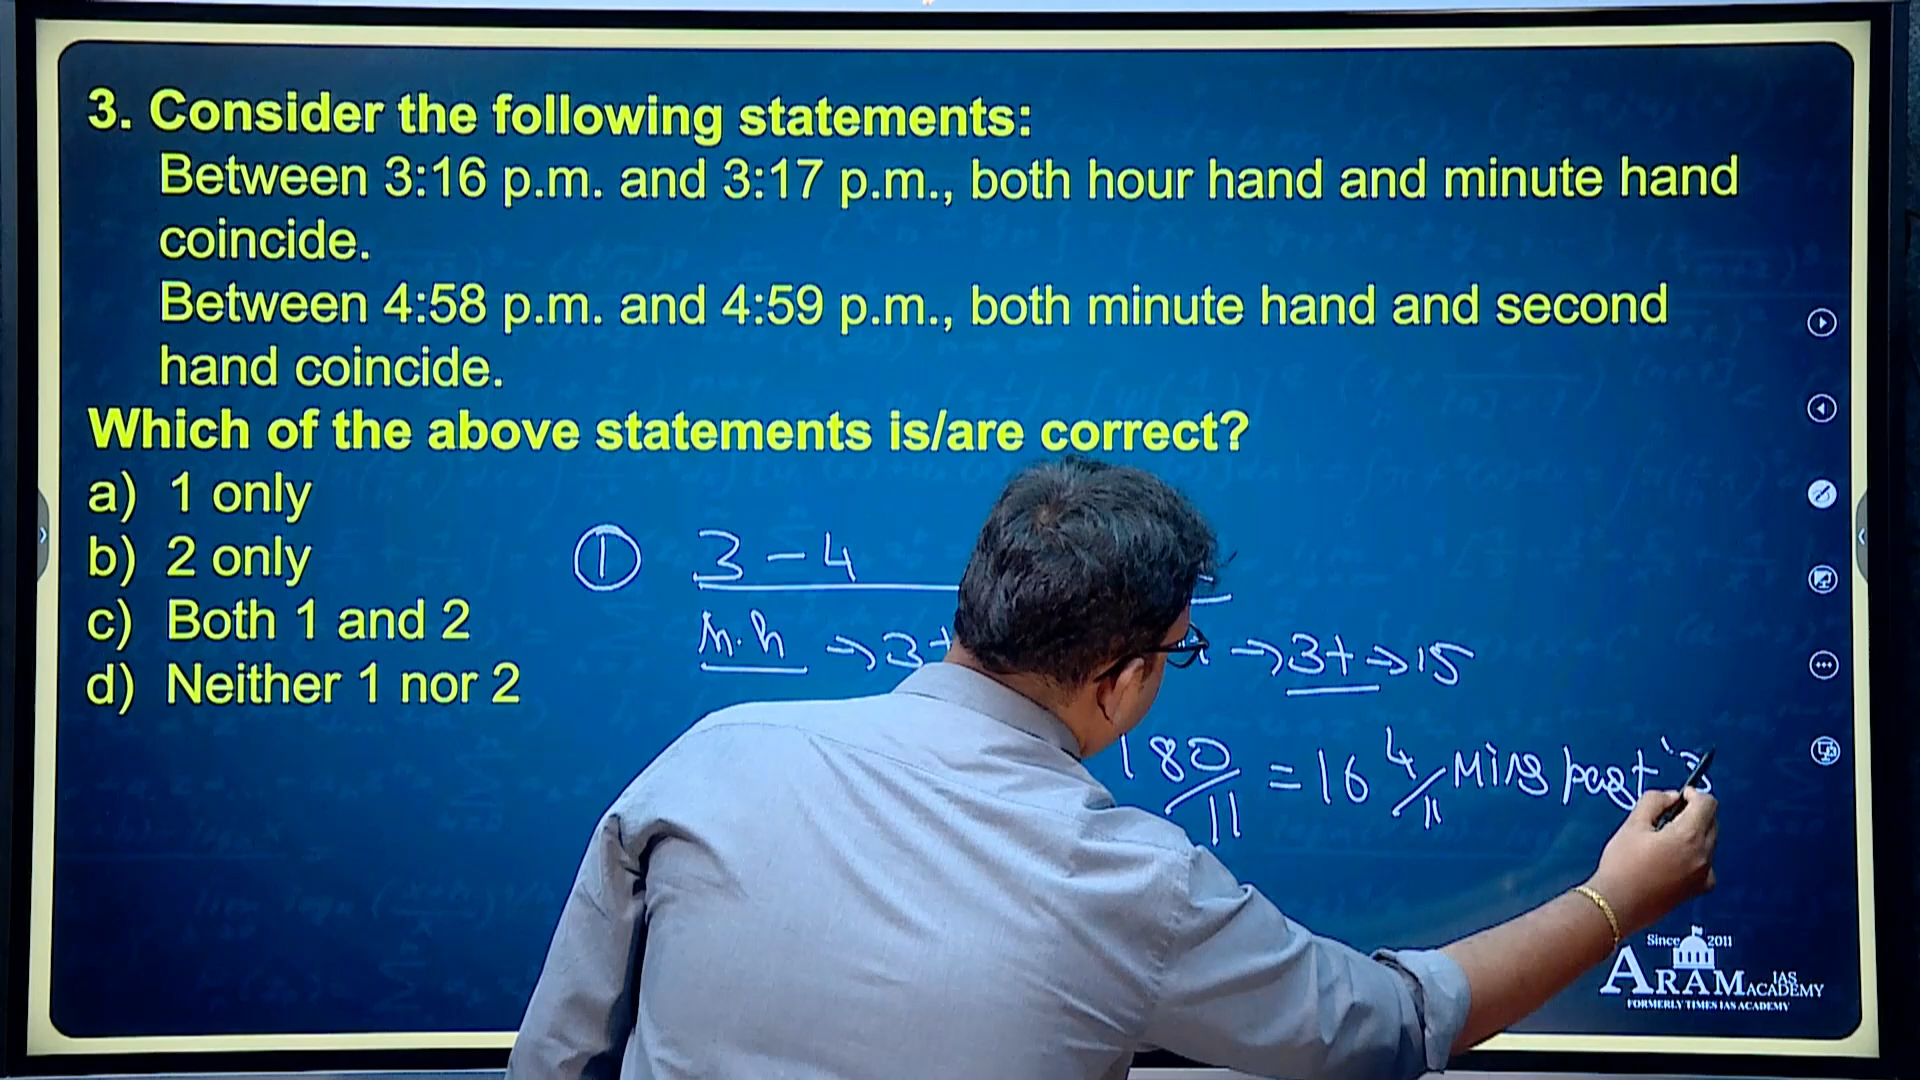 3. Consider the following statements:
Between 3:16 p.m. and 3:17 p.m., both hour hand and minute hand
coincide.
Between 4:58 p.m. and 4:59 p.m., both minute hand and second
hand coincide.
Which of the above statements is/are correct?
a) 1 only
b) 2 only
c) Both 1 and 2
d) Neither 1 nor 2
① 3 - 4
h.h → 3+ → 3+ → 15
180/11 = 16 4/11 Mins past 3
Since 2011
ARAM IAS ACADEMY
FORMERLY TIMES IAS ACADEMY